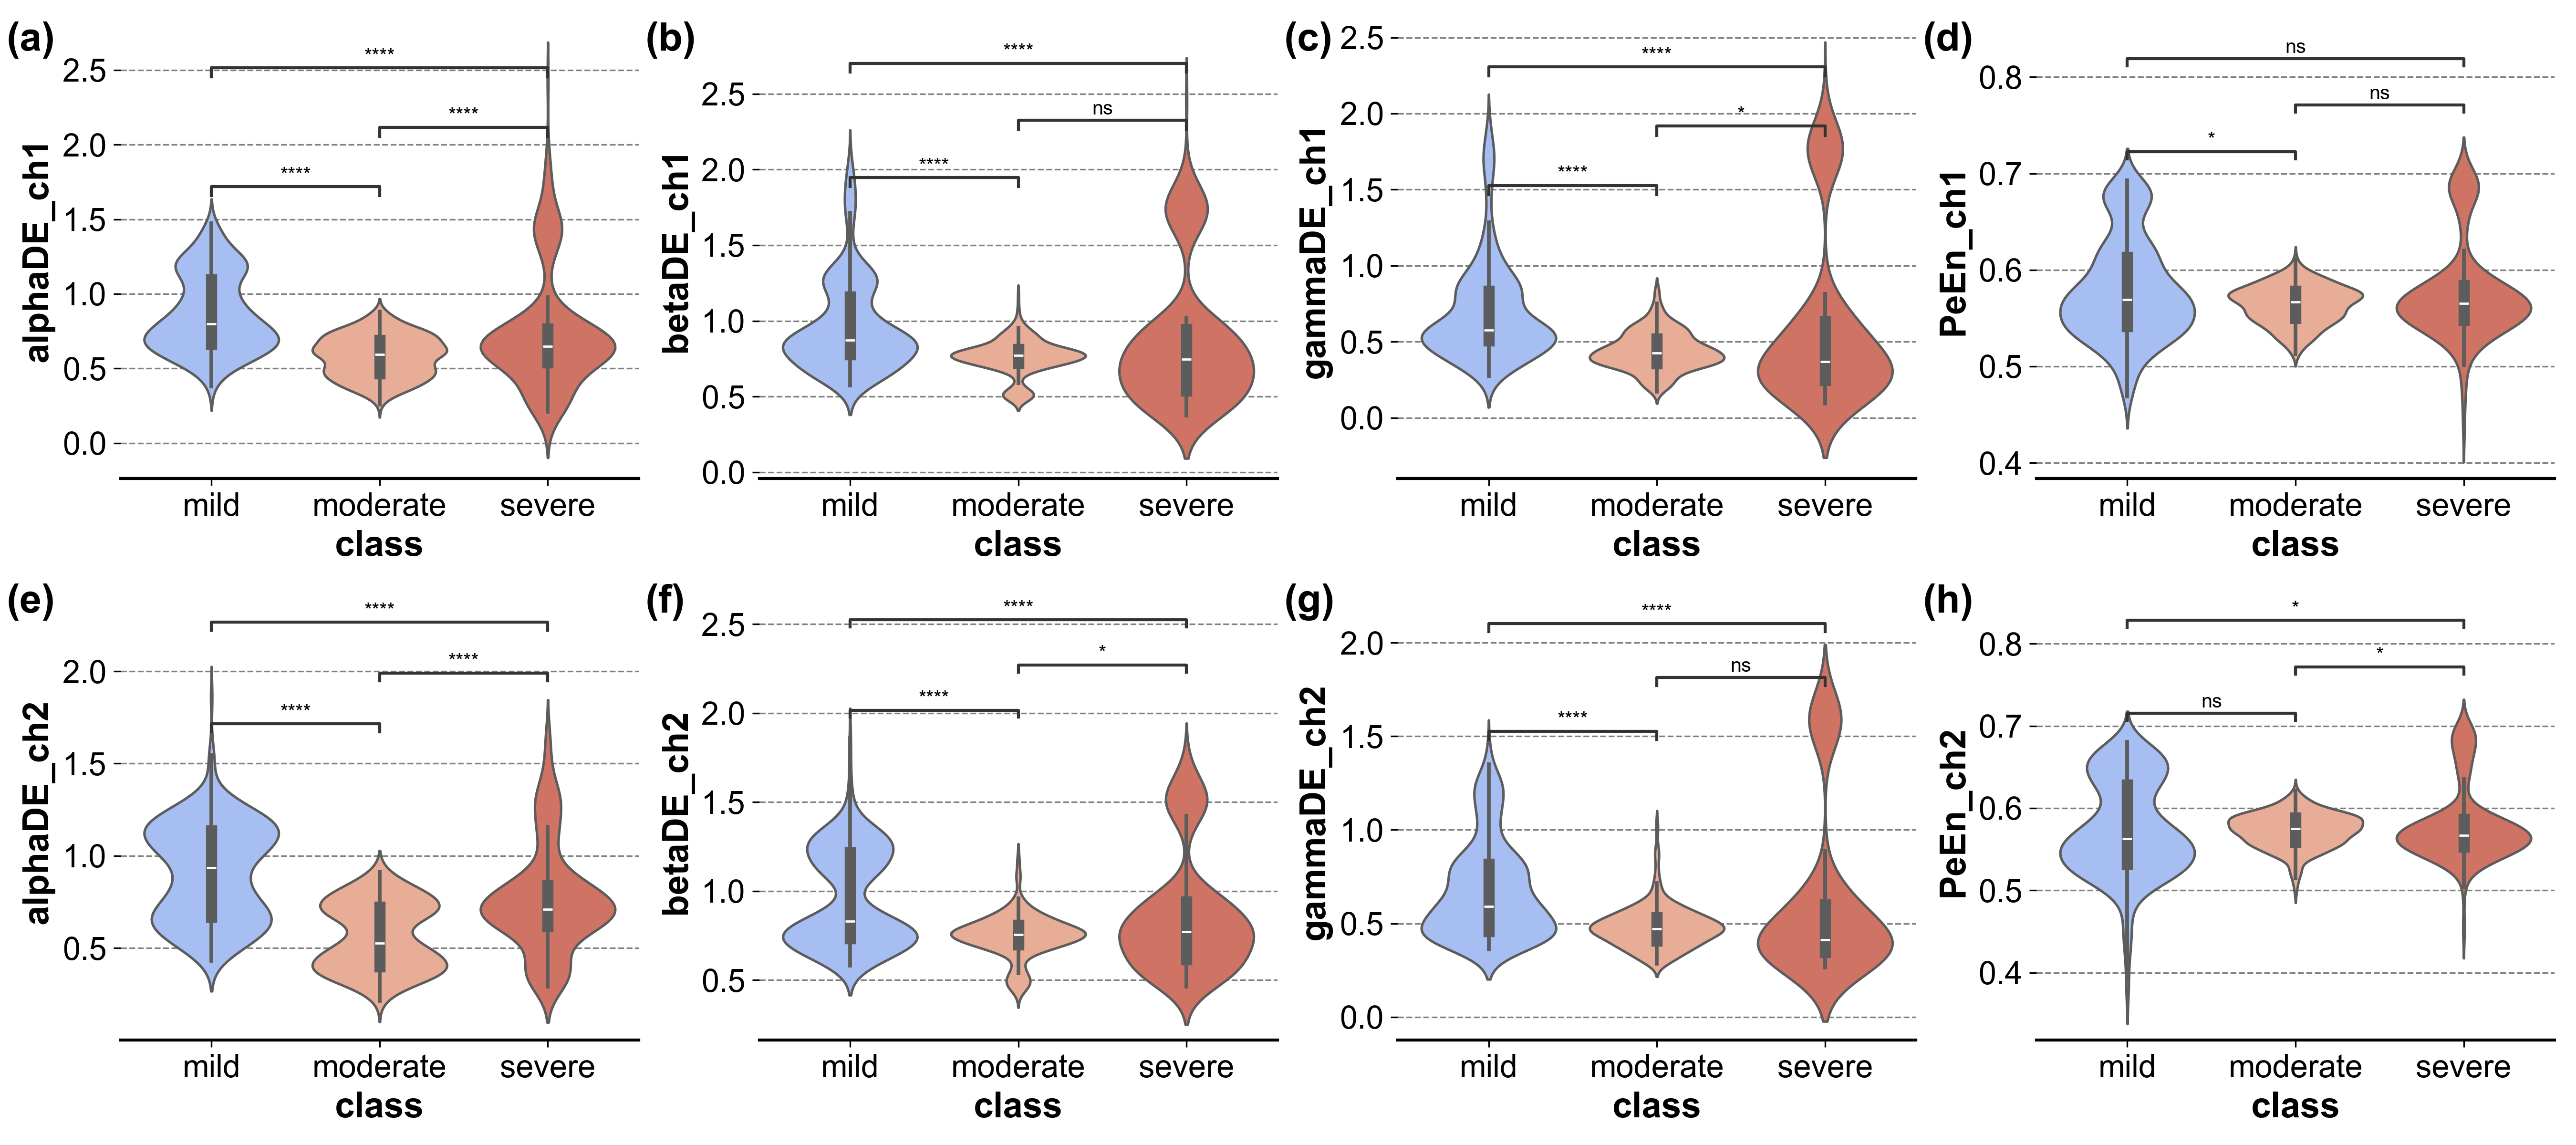 (a)
alphaDE_ch1
2.5
2.0
1.5
1.0
0.5
0.0
****
****
****
mild moderate severe
class
(b)
betaDE_ch1
2.5
2.0
1.5
1.0
0.5
0.0
****
ns
****
mild moderate severe
class
(c)
gammaDE_ch1
2.5
2.0
1.5
1.0
0.5
0.0
****
*
****
mild moderate severe
class
(d)
PeEn_ch1
0.8
0.7
0.6
0.5
0.4
ns
ns
*
mild moderate severe
class
(e)
alphaDE_ch2
2.0
1.5
1.0
0.5
****
****
****
mild moderate severe
class
(f)
betaDE_ch2
2.5
2.0
1.5
1.0
0.5
****
*
****
mild moderate severe
class
(g)
gammaDE_ch2
2.0
1.5
1.0
0.5
0.0
****
ns
****
mild moderate severe
class
(h)
PeEn_ch2
0.8
0.7
0.6
0.5
0.4
*
*
ns
mild moderate severe
class